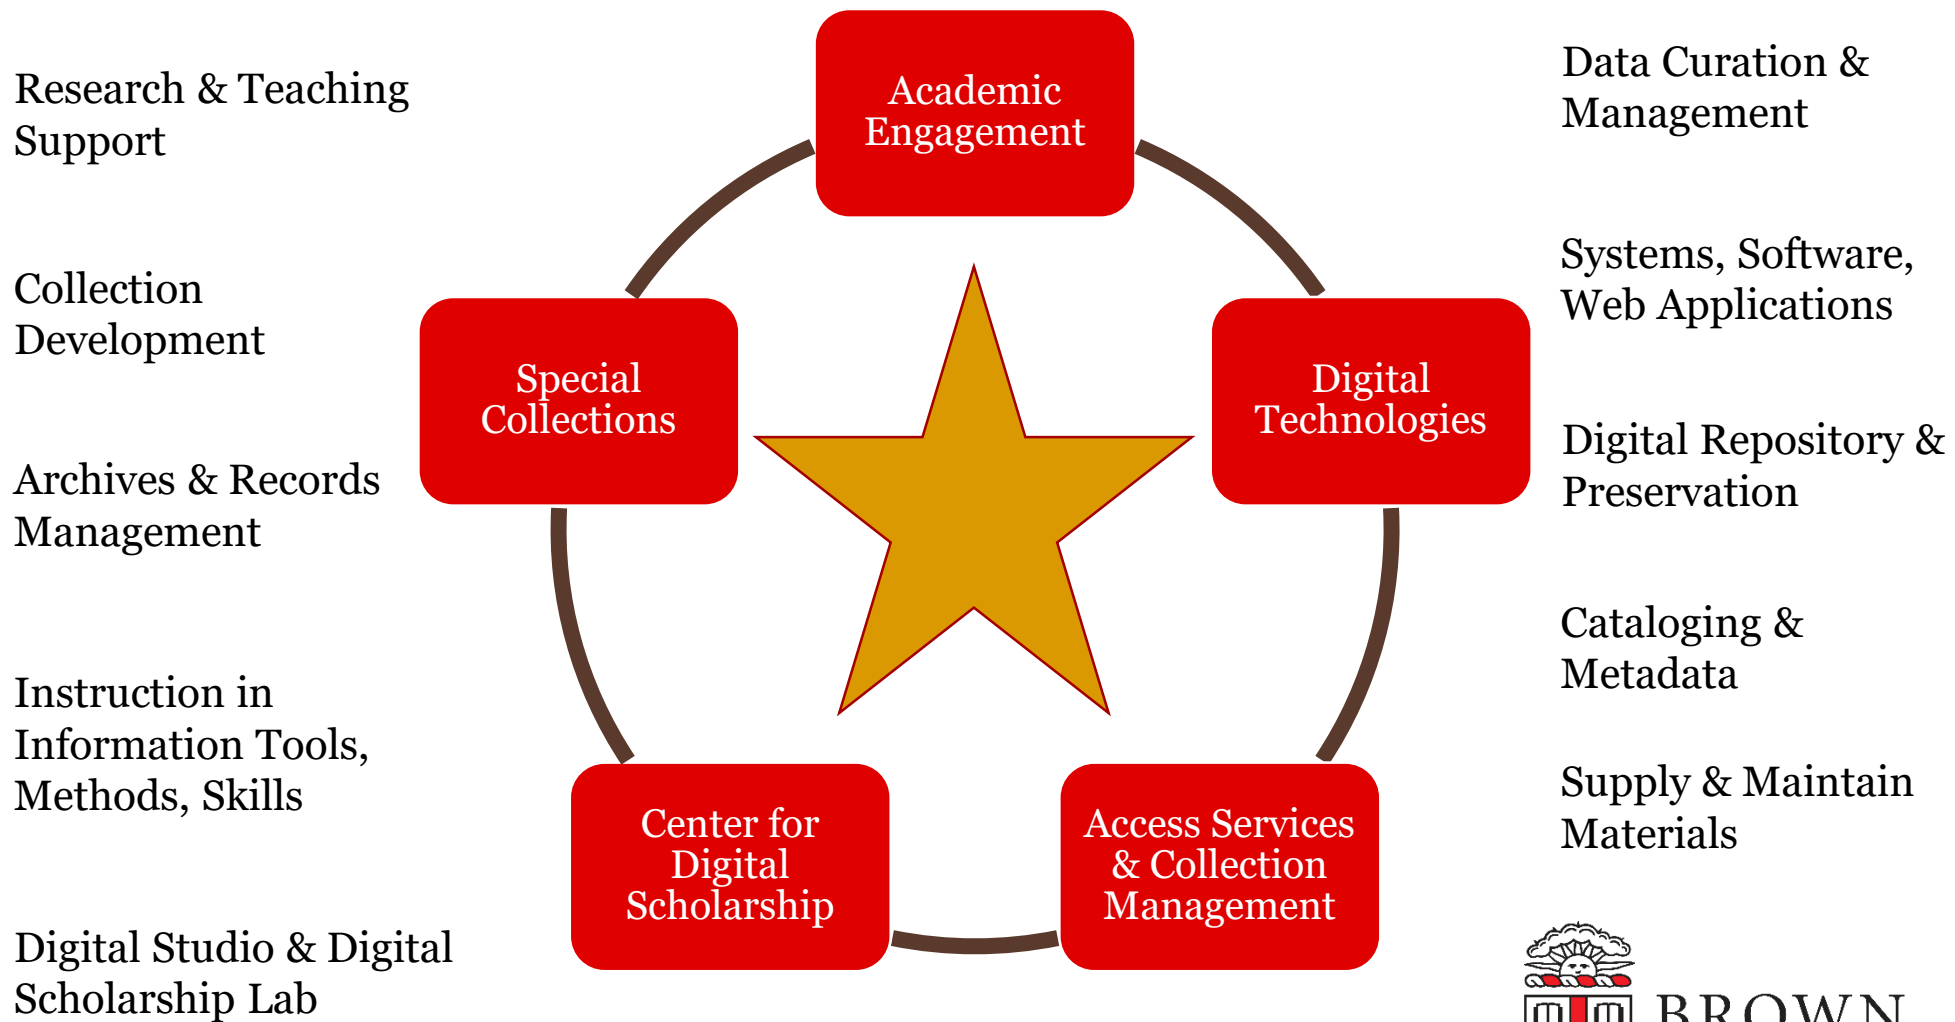 Research & Teaching
Support
Collection
Development
Archives & Records
Management
Instruction in
Information Tools,
Methods, Skills
Digital Studio & Digital
Scholarship Lab
Academic
Engagement
Special
Collections
Digital
Technologies
Center for
Digital
Scholarship
Access Services
& Collection
Management
Data Curation &
Management
Systems, Software,
Web Applications
Digital Repository &
Preservation
Cataloging &
Metadata
Supply & Maintain
Materials
BROWN